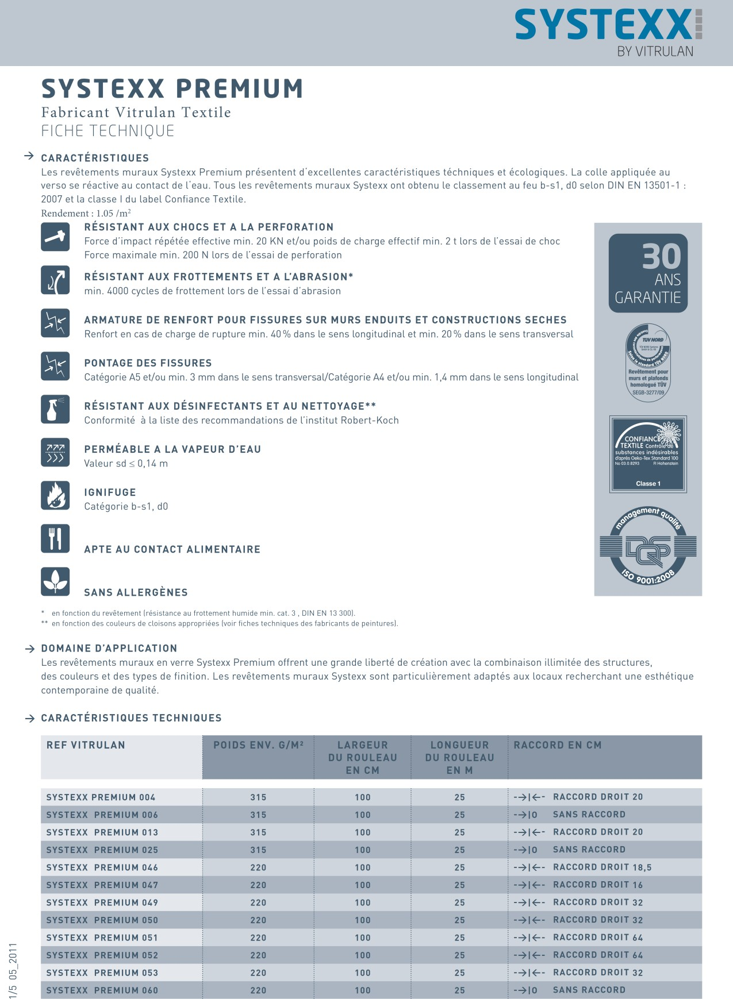 SYSTEXX
BY VITRULAN
SYSTEXX PREMIUM
Fabricant Vitrulan Textile
FICHE TECHNIQUE
→ CARACTÉRISTIQUES
Les revêtements muraux Systexx Premium présentent d'excellentes caractéristiques téchniques et écologiques. La colle appliquée au
verso se réactive au contact de l'eau. Tous les revêtements muraux Systexx ont obtenu le classement au feu b-s1, d0 selon DIN EN 13501-1 :
2007 et la classe I du label Confiance Textile.
Rendement : 1.05 /m²
RÉSISTANT AUX CHOCS ET A LA PERFORATION
Force d'impact répétée effective min. 20 KN et/ou poids de charge effectif min. 2 t lors de l'essai de choc
Force maximale min. 200 N lors de l'essai de perforation
RÉSISTANT AUX FROTTEMENTS ET A L'ABRASION*
min. 4000 cycles de frottement lors de l'essai d'abrasion
ARMATURE DE RENFORT POUR FISSURES SUR MURS ENDUITS ET CONSTRUCTIONS SECHES
Renfort en cas de charge de rupture min. 40 % dans le sens longitudinal et min. 20 % dans le sens transversal
PONTAGE DES FISSURES
Catégorie A5 et/ou min. 3 mm dans le sens transversal/Catégorie A4 et/ou min. 1,4 mm dans le sens longitudinal
RÉSISTANT AUX DÉSINFECTANTS ET AU NETTOYAGE**
Conformité à la liste des recommandations de l'institut Robert-Koch
PERMÉABLE A LA VAPEUR D'EAU
Valeur sd ≤ 0,14 m
IGNIFUGE
Catégorie b-s1, d0
APTE AU CONTACT ALIMENTAIRE
SANS ALLERGÈNES
30
ANS
GARANTIE
Contrôle des caractéristiques de performance
TÜV NORD
TÜV NORD Systems
GmbH & Co. KG
Selon le standard TÜV NORD
Revêtement pour
murs et plafonds
homologué TÜV
SEGB-3277/09
CONFIANCE
TEXTILE Contrôle de
substances indésirables
d'après Oeko-Tex Standard 100
No 03.0.8293 FI Hohenstein
Classe 1
management qualité
DQS
ISO 9001:2008
* en fonction du revêtement (résistance au frottement humide min. cat. 3 , DIN EN 13 300).
** en fonction des couleurs de cloisons appropriées (voir fiches techniques des fabricants de peintures).
→ DOMAINE D'APPLICATION
Les revêtements muraux en verre Systexx Premium offrent une grande liberté de création avec la combinaison illimitée des structures,
des couleurs et des types de finition. Les revêtements muraux Systexx sont particulièrement adaptés aux locaux recherchant une esthétique
contemporaine de qualité.
→ CARACTÉRISTIQUES TECHNIQUES
REF VITRULAN POIDS ENV. G/M² LARGEUR DU ROULEAU EN CM LONGUEUR DU ROULEAU EN M RACCORD EN CM
SYSTEXX PREMIUM 004 315 100 25 -→|←- RACCORD DROIT 20
SYSTEXX PREMIUM 006 315 100 25 -→|0 SANS RACCORD
SYSTEXX PREMIUM 013 315 100 25 -→|←- RACCORD DROIT 20
SYSTEXX PREMIUM 025 315 100 25 -→|0 SANS RACCORD
SYSTEXX PREMIUM 046 220 100 25 -→|←- RACCORD DROIT 18,5
SYSTEXX PREMIUM 047 220 100 25 -→|←- RACCORD DROIT 16
SYSTEXX PREMIUM 049 220 100 25 -→|←- RACCORD DROIT 32
SYSTEXX PREMIUM 050 220 100 25 -→|←- RACCORD DROIT 32
SYSTEXX PREMIUM 051 220 100 25 -→|←- RACCORD DROIT 64
SYSTEXX PREMIUM 052 220 100 25 -→|←- RACCORD DROIT 64
SYSTEXX PREMIUM 053 220 100 25 -→|←- RACCORD DROIT 32
SYSTEXX PREMIUM 060 220 100 25 -→|0 SANS RACCORD
1/5 05_2011